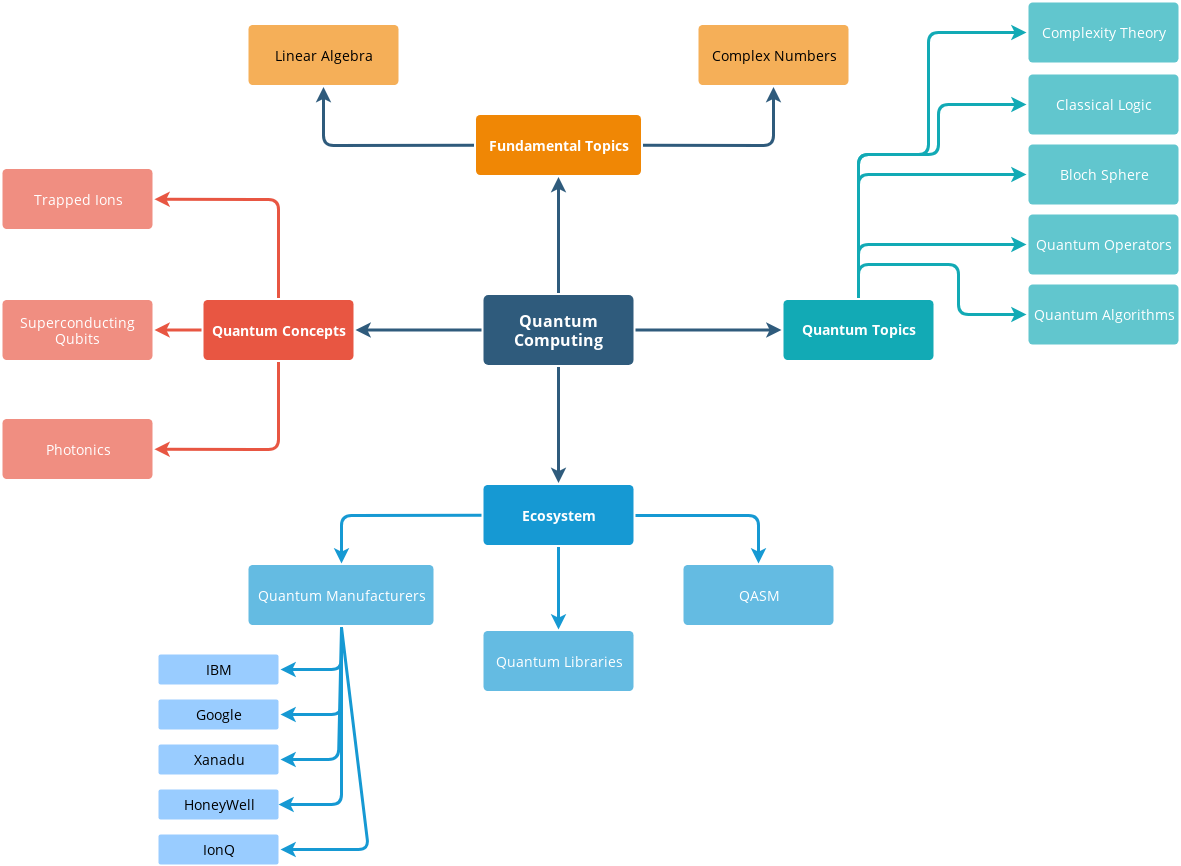 Complexity Theory
Linear Algebra
Complex Numbers
Classical Logic
Fundamental Topics
Bloch Sphere
Trapped Ions
Quantum Operators
Superconducting
Qubits
Quantum Concepts
Quantum
Computing
Quantum Topics
Quantum Algorithms
Photonics
Ecosystem
Quantum Manufacturers
QASM
Quantum Libraries
IBM
Google
Xanadu
HoneyWell
IonQ